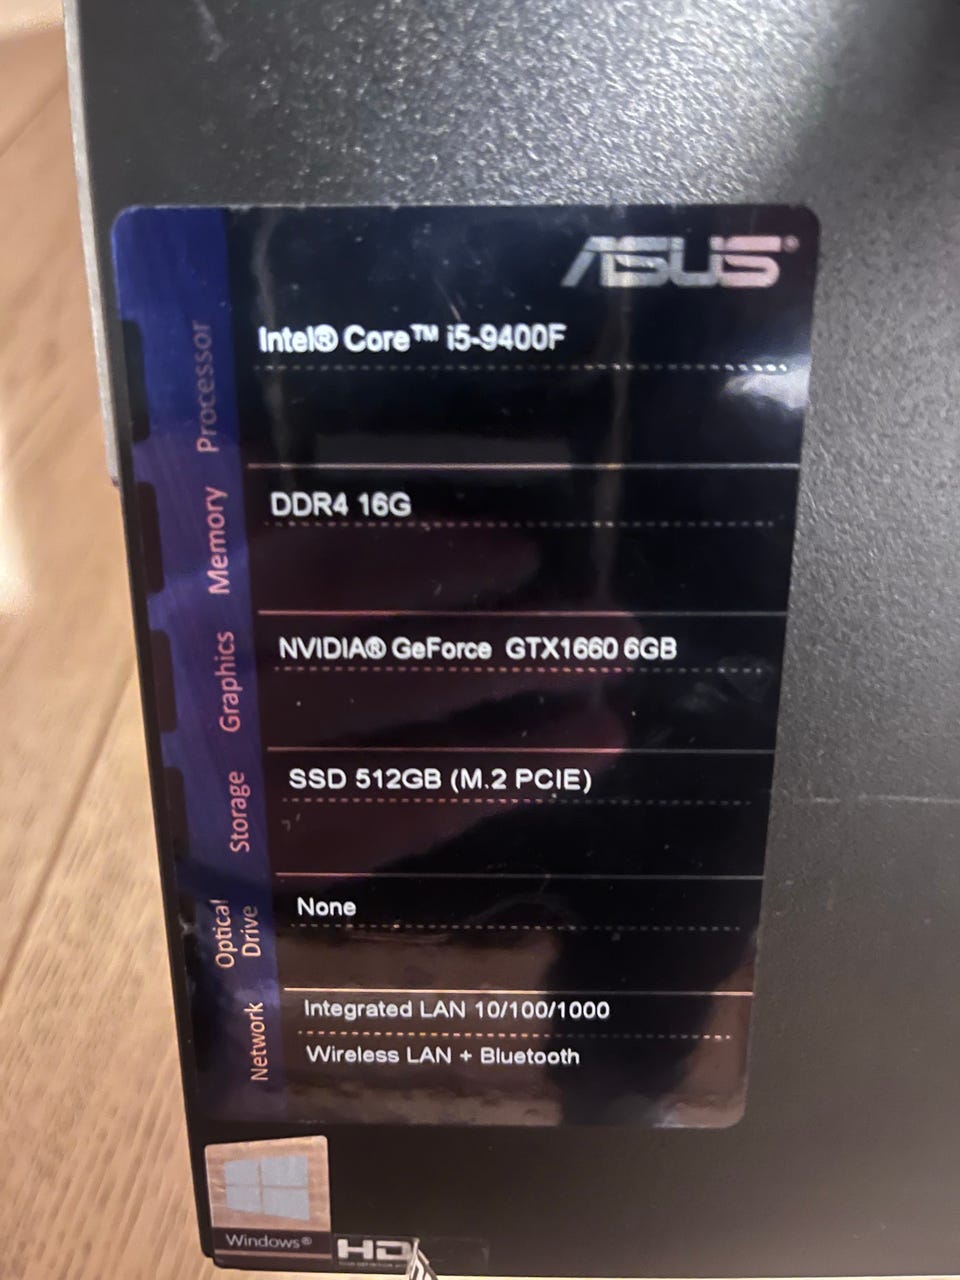 ASUS®
Processor
Intel® Core™ i5-9400F
Memory
DDR4 16G
Graphics
NVIDIA® GeForce GTX1660 6GB
Storage
SSD 512GB (M.2 PCIE)
Optical
Drive
None
Network
Integrated LAN 10/100/1000
Wireless LAN + Bluetooth
Windows®
HD